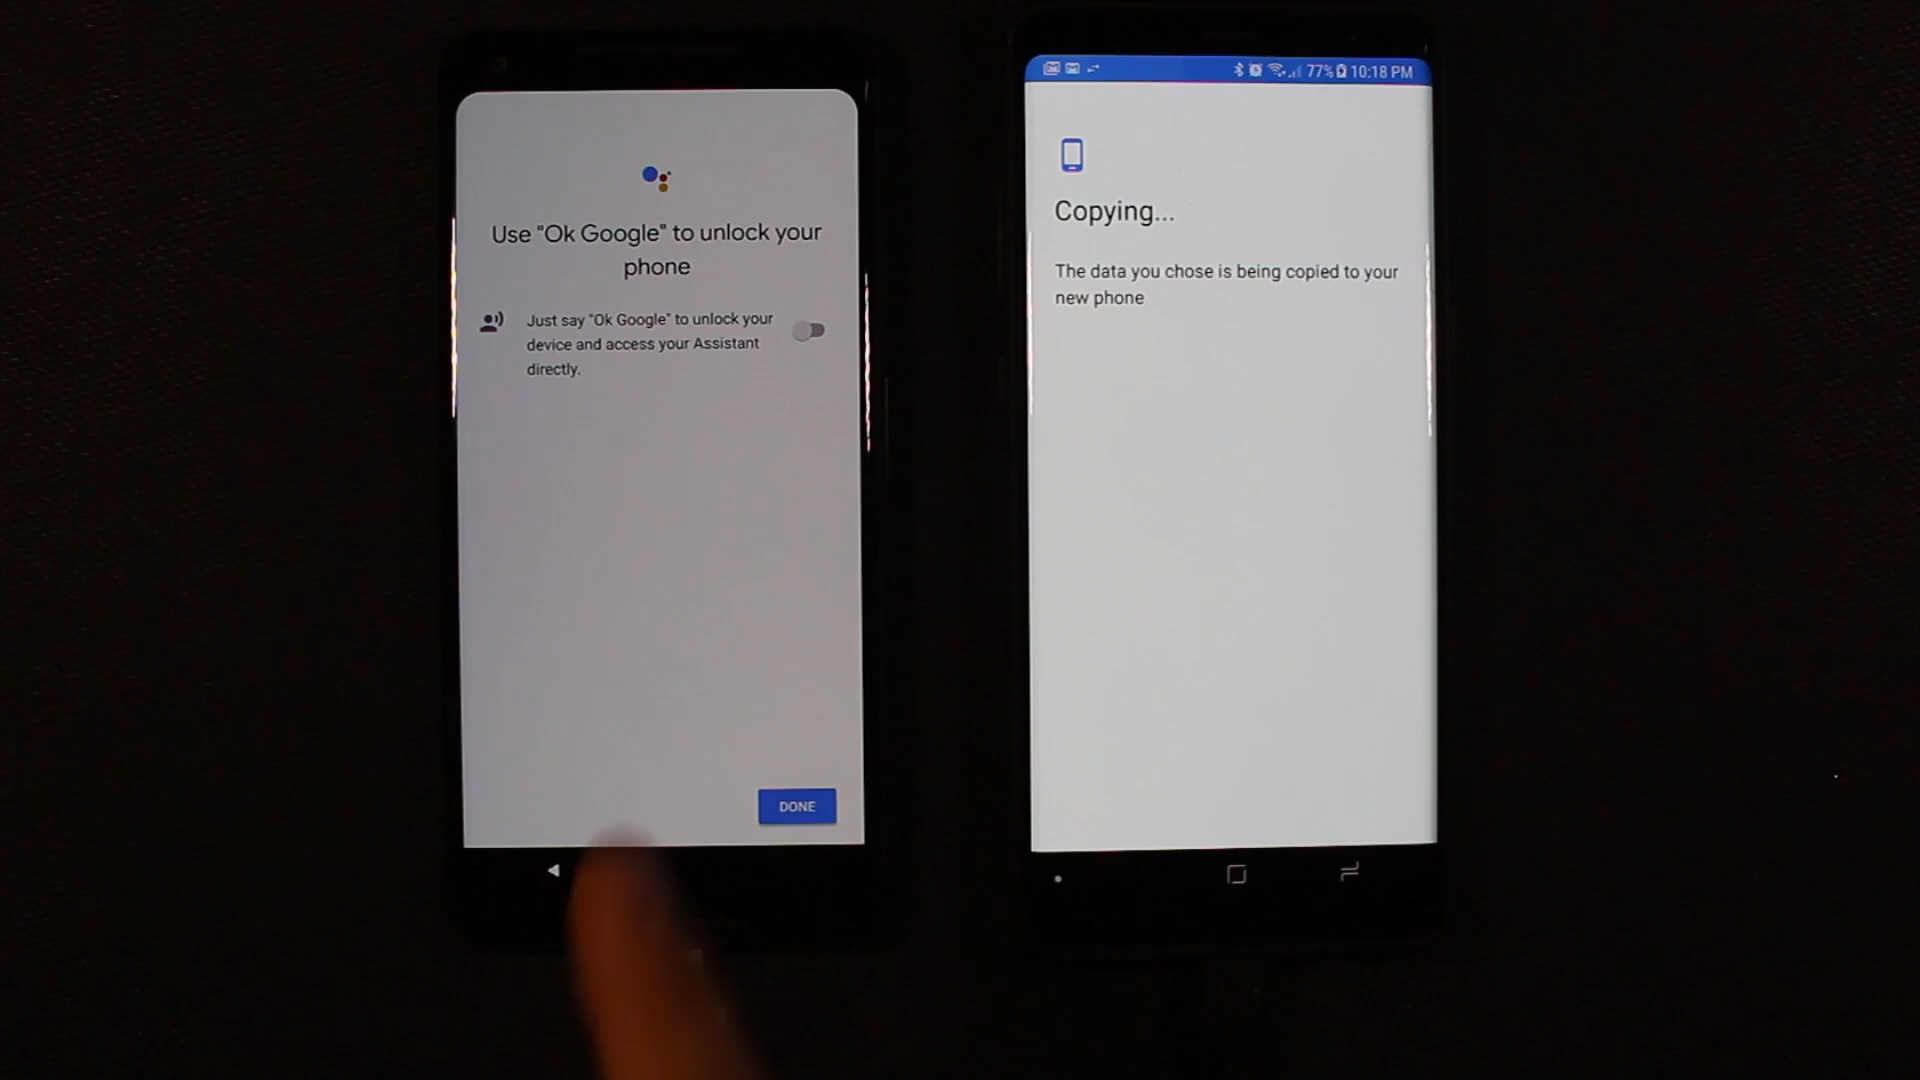 Use "Ok Google" to unlock your
phone
Just say "Ok Google" to unlock your
device and access your Assistant
directly.
DONE
77% 10:18 PM
Copying...
The data you chose is being copied to your
new phone